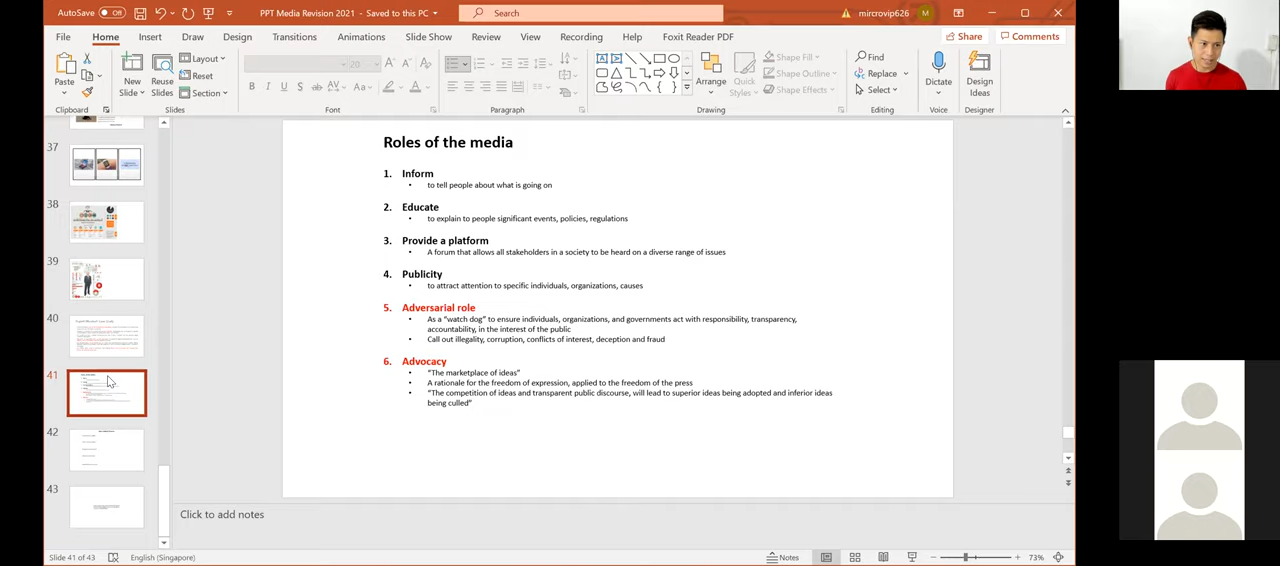 AutoSave Off PPT Media Revision 2021 - Saved to this PC Search mircrovip626 M
File Home Insert Draw Design Transitions Animations Slide Show Review View Recording Help Foxit Reader PDF Share Comments
Paste New Slide Reuse Slides Layout Reset Section 20 Arrange Quick Styles Shape Fill Shape Outline Shape Effects Find Replace Select Dictate Design Ideas
Clipboard Slides Font Paragraph Drawing Editing Voice Designer
37
38
39
40
41
42
43
Roles of the media
1. Inform
• to tell people about what is going on
2. Educate
• to explain to people significant events, policies, regulations
3. Provide a platform
• A forum that allows all stakeholders in a society to be heard on a diverse range of issues
4. Publicity
• to attract attention to specific individuals, organizations, causes
5. Adversarial role
• As a “watch dog” to ensure individuals, organizations, and governments act with responsibility, transparency,
accountability, in the interest of the public
• Call out illegality, corruption, conflicts of interest, deception and fraud
6. Advocacy
• “The marketplace of ideas”
• A rationale for the freedom of expression, applied to the freedom of the press
• “The competition of ideas and transparent public discourse, will lead to superior ideas being adopted and inferior ideas
being culled”
Click to add notes
Slide 41 of 43 English (Singapore) Notes 73%